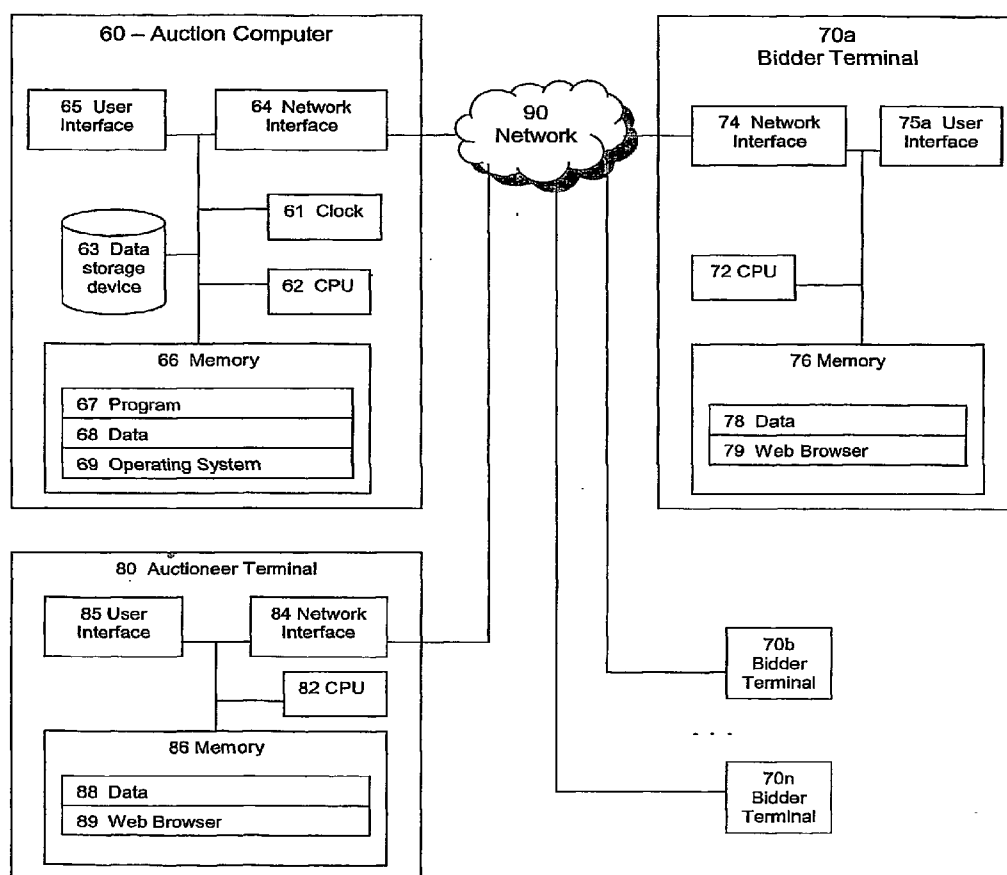 60 – Auction Computer
65 User
Interface
64 Network
Interface
61 Clock
63 Data
storage
device
62 CPU
66 Memory
67 Program
68 Data
69 Operating System
90
Network
70a
Bidder Terminal
74 Network
Interface
75a User
Interface
72 CPU
76 Memory
78 Data
79 Web Browser
80 Auctioneer Terminal
85 User
Interface
84 Network
Interface
82 CPU
86 Memory
88 Data
89 Web Browser
70b
Bidder
Terminal
- - -
70n
Bidder
Terminal